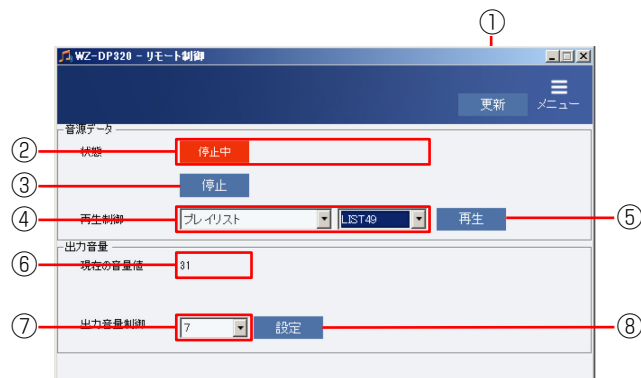 ①
WZ-DP320 - リモート制御
更新 メニュー
音源データ
② 状態 停止中
③ 停止
④ 再生制御 プレイリスト LIST49 再生 ⑤
出力音量
⑥ 現在の音量値 31
⑦ 出力音量制御 7 設定 ⑧